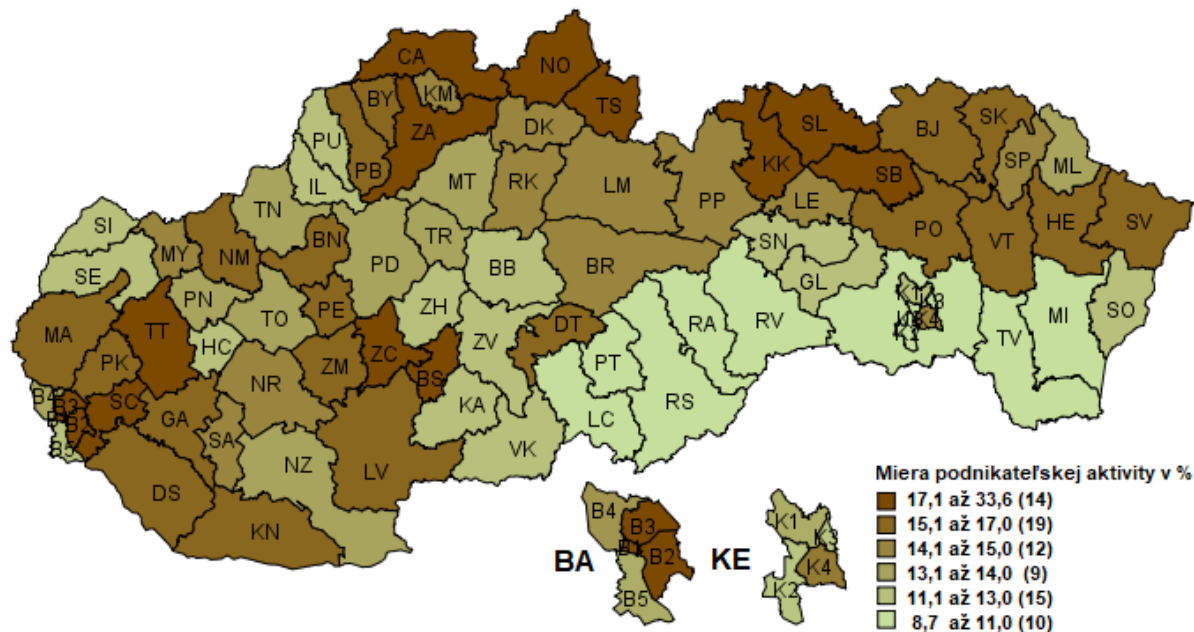 CA
NO
TS
BY
KM
ZA
DK
PU
PB
IL
MT
RK
LM
PP
KK
SL
SB
BJ
SK
SP
ML
LE
PO
VT
HE
SV
SI
SE
MY
NM
TN
BN
PD
TR
BB
BR
SN
GL
SO
MA
TT
PN
HC
TO
PE
ZH
ZV
DT
RA
RV
TV
MI
PK
SC
GA
NR
ZM
ZC
BS
KA
PT
LC
RS
SA
DS
KN
NZ
LV
VK
B4
B3
B5
K1
K3
K4
Miera podnikateľskej aktivity v %
17,1 až 33,6 (14)
15,1 až 17,0 (19)
14,1 až 15,0 (12)
13,1 až 14,0 (9)
11,1 až 13,0 (15)
8,7 až 11,0 (10)
BA
B4
B3
B1
B2
B5
KE
K1
K3
K4
K2